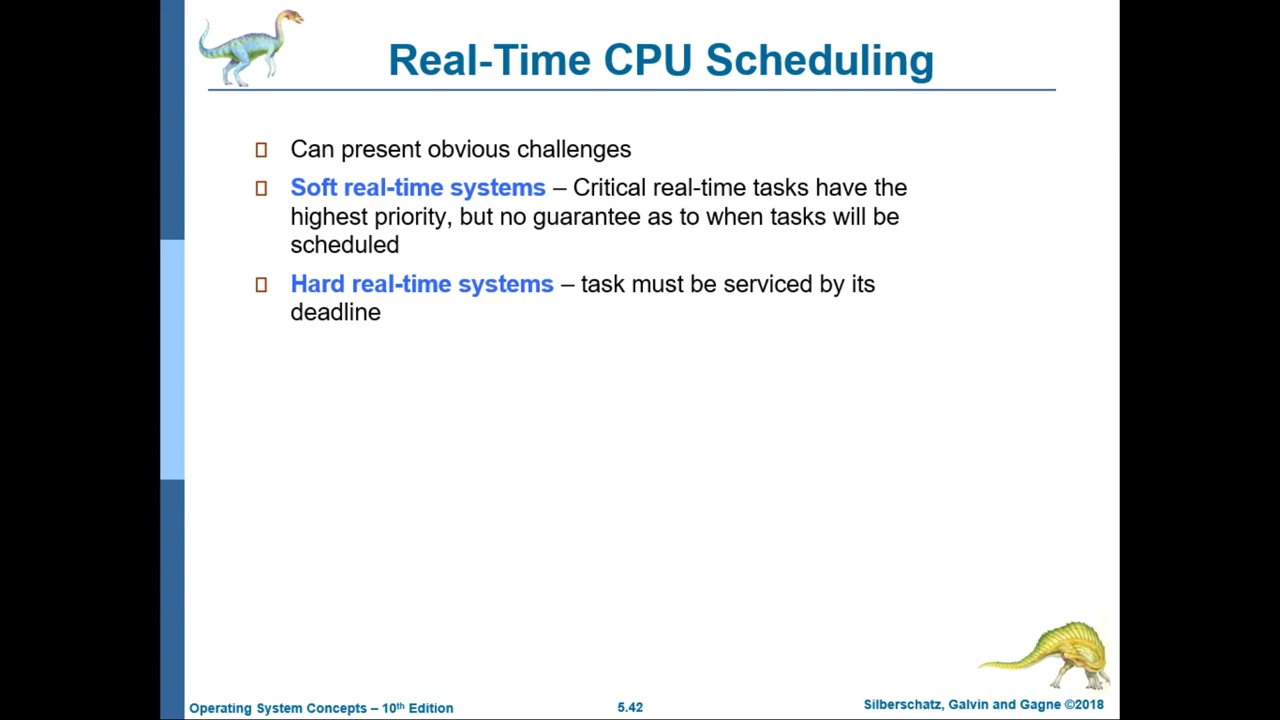 Real-Time CPU Scheduling
Can present obvious challenges
Soft real-time systems – Critical real-time tasks have the
highest priority, but no guarantee as to when tasks will be
scheduled
Hard real-time systems – task must be serviced by its
deadline
Operating System Concepts – 10th Edition
5.42
Silberschatz, Galvin and Gagne ©2018